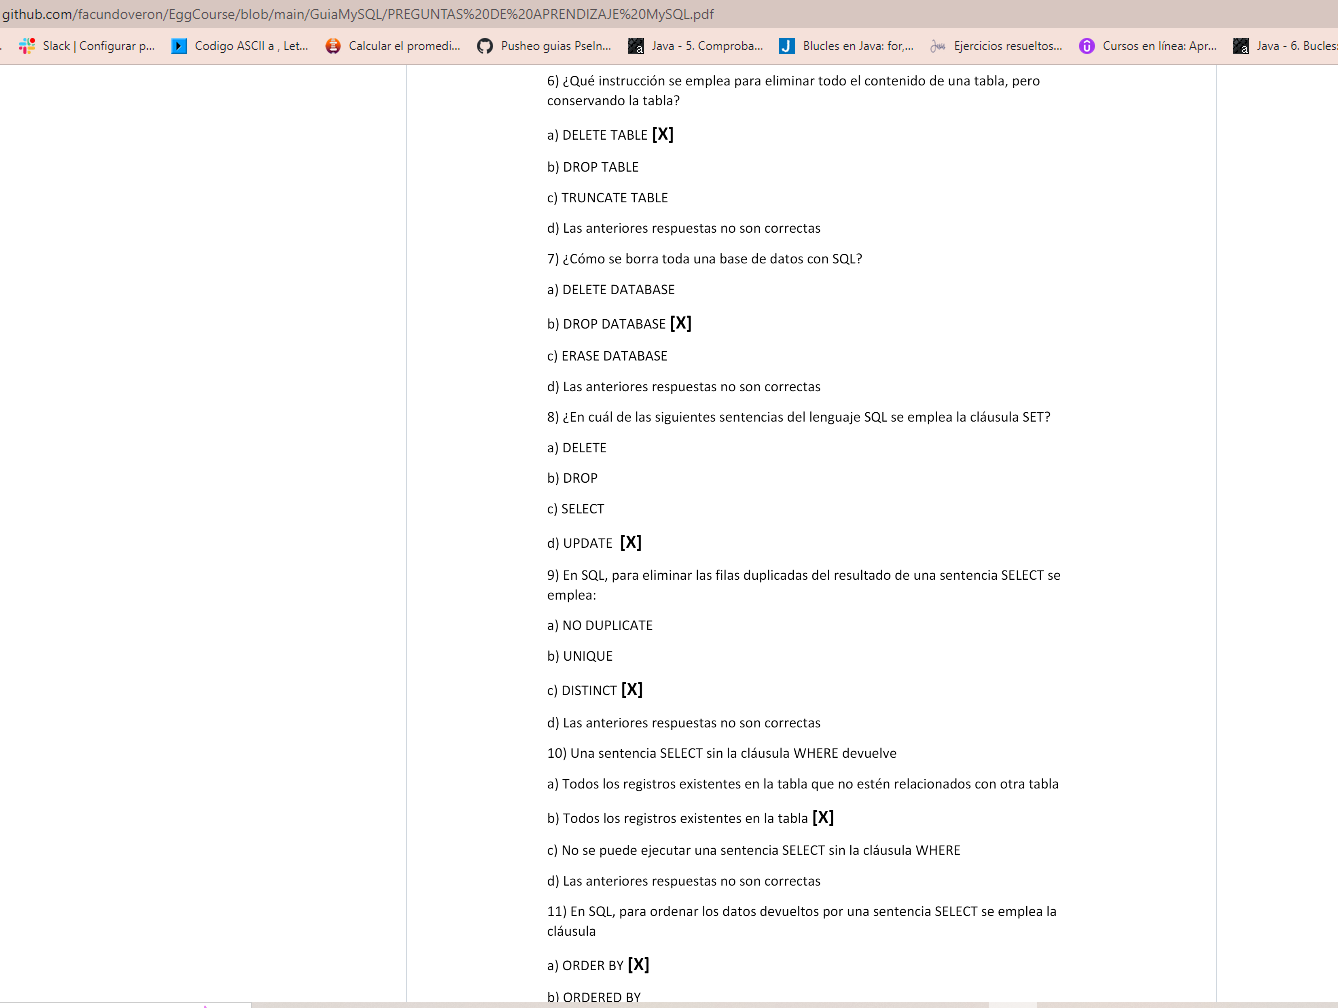 github.com/facundoveron/EggCourse/blob/main/GuiaMySQL/PREGUNTAS%20DE%20APRENDIZAJE%20MySQL.pdf
Slack | Configurar p... Codigo ASCII a , Let... Calcular el promedi... Pusheo guias PseIn... Java - 5. Comproba... Blucles en Java: for,... Ejercicios resueltos... Cursos en línea: Apr... Java - 6. Bucles:
6) ¿Qué instrucción se emplea para eliminar todo el contenido de una tabla, pero
conservando la tabla?
a) DELETE TABLE [X]
b) DROP TABLE
c) TRUNCATE TABLE
d) Las anteriores respuestas no son correctas
7) ¿Cómo se borra toda una base de datos con SQL?
a) DELETE DATABASE
b) DROP DATABASE [X]
c) ERASE DATABASE
d) Las anteriores respuestas no son correctas
8) ¿En cuál de las siguientes sentencias del lenguaje SQL se emplea la cláusula SET?
a) DELETE
b) DROP
c) SELECT
d) UPDATE [X]
9) En SQL, para eliminar las filas duplicadas del resultado de una sentencia SELECT se
emplea:
a) NO DUPLICATE
b) UNIQUE
c) DISTINCT [X]
d) Las anteriores respuestas no son correctas
10) Una sentencia SELECT sin la cláusula WHERE devuelve
a) Todos los registros existentes en la tabla que no estén relacionados con otra tabla
b) Todos los registros existentes en la tabla [X]
c) No se puede ejecutar una sentencia SELECT sin la cláusula WHERE
d) Las anteriores respuestas no son correctas
11) En SQL, para ordenar los datos devueltos por una sentencia SELECT se emplea la
cláusula
a) ORDER BY [X]
b) ORDERED BY